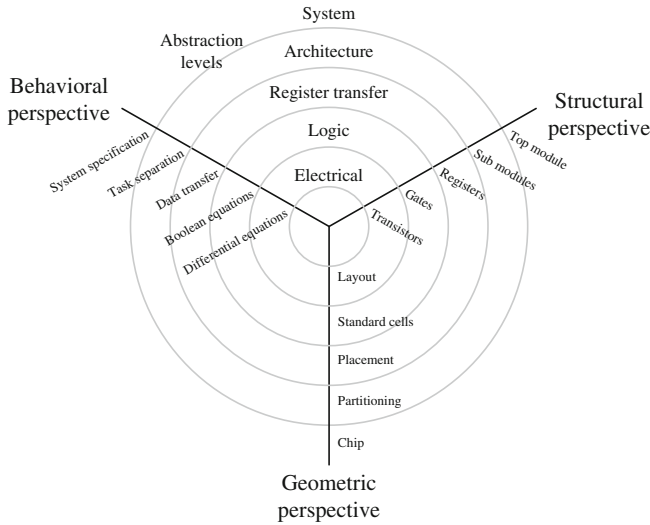 System
Abstraction
levels
Architecture
Behavioral
perspective
Register transfer
Structural
perspective
Logic
Electrical
System specification
Task separation
Data transfer
Boolean equations
Differential equations
Top module
Sub modules
Registers
Gates
Transistors
Layout
Standard cells
Placement
Partitioning
Chip
Geometric
perspective